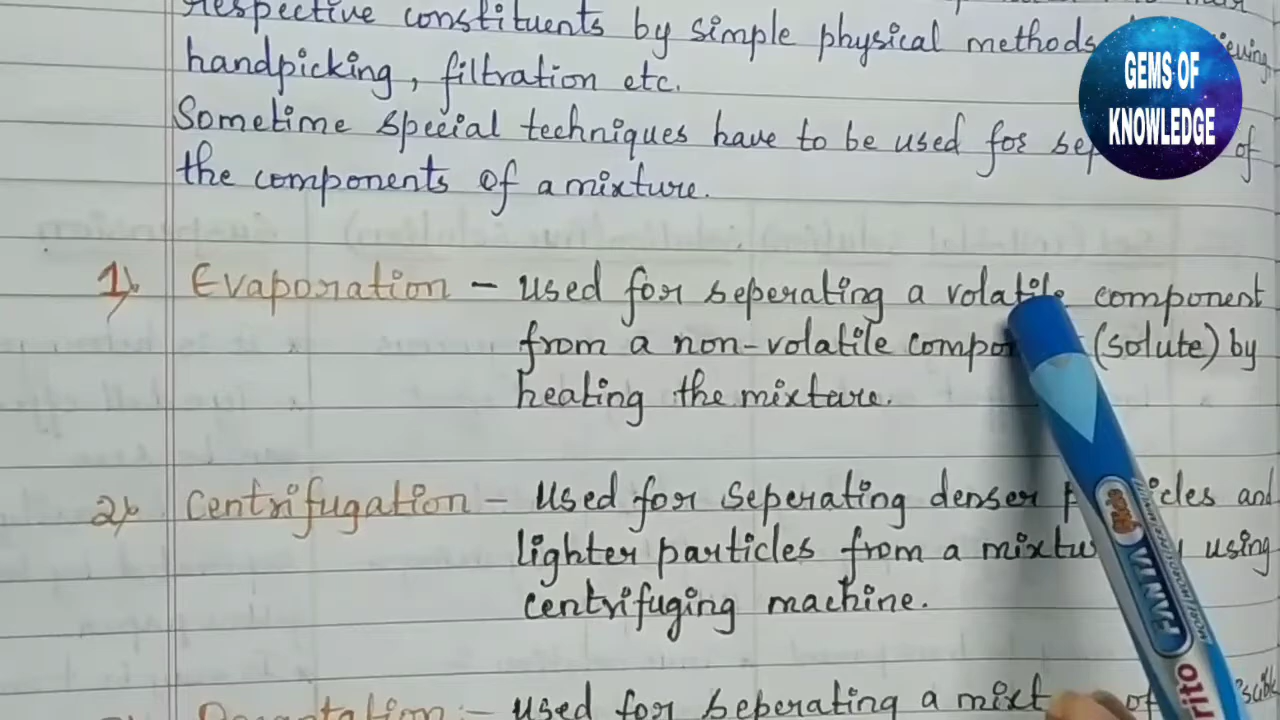 respective constituents by simple physical methods
handpicking, filtration etc.
Sometime special techniques have to be used for of
the components of a mixture.
1) Evaporation - used for seperating a volatile component
from a non-volatile (solute) by
heating the mixture.
2) Centrifugation - used for seperating denser and
lighter particles from a using
centrifuging machine.
used for seperating a
GEMS OF
KNOWLEDGE